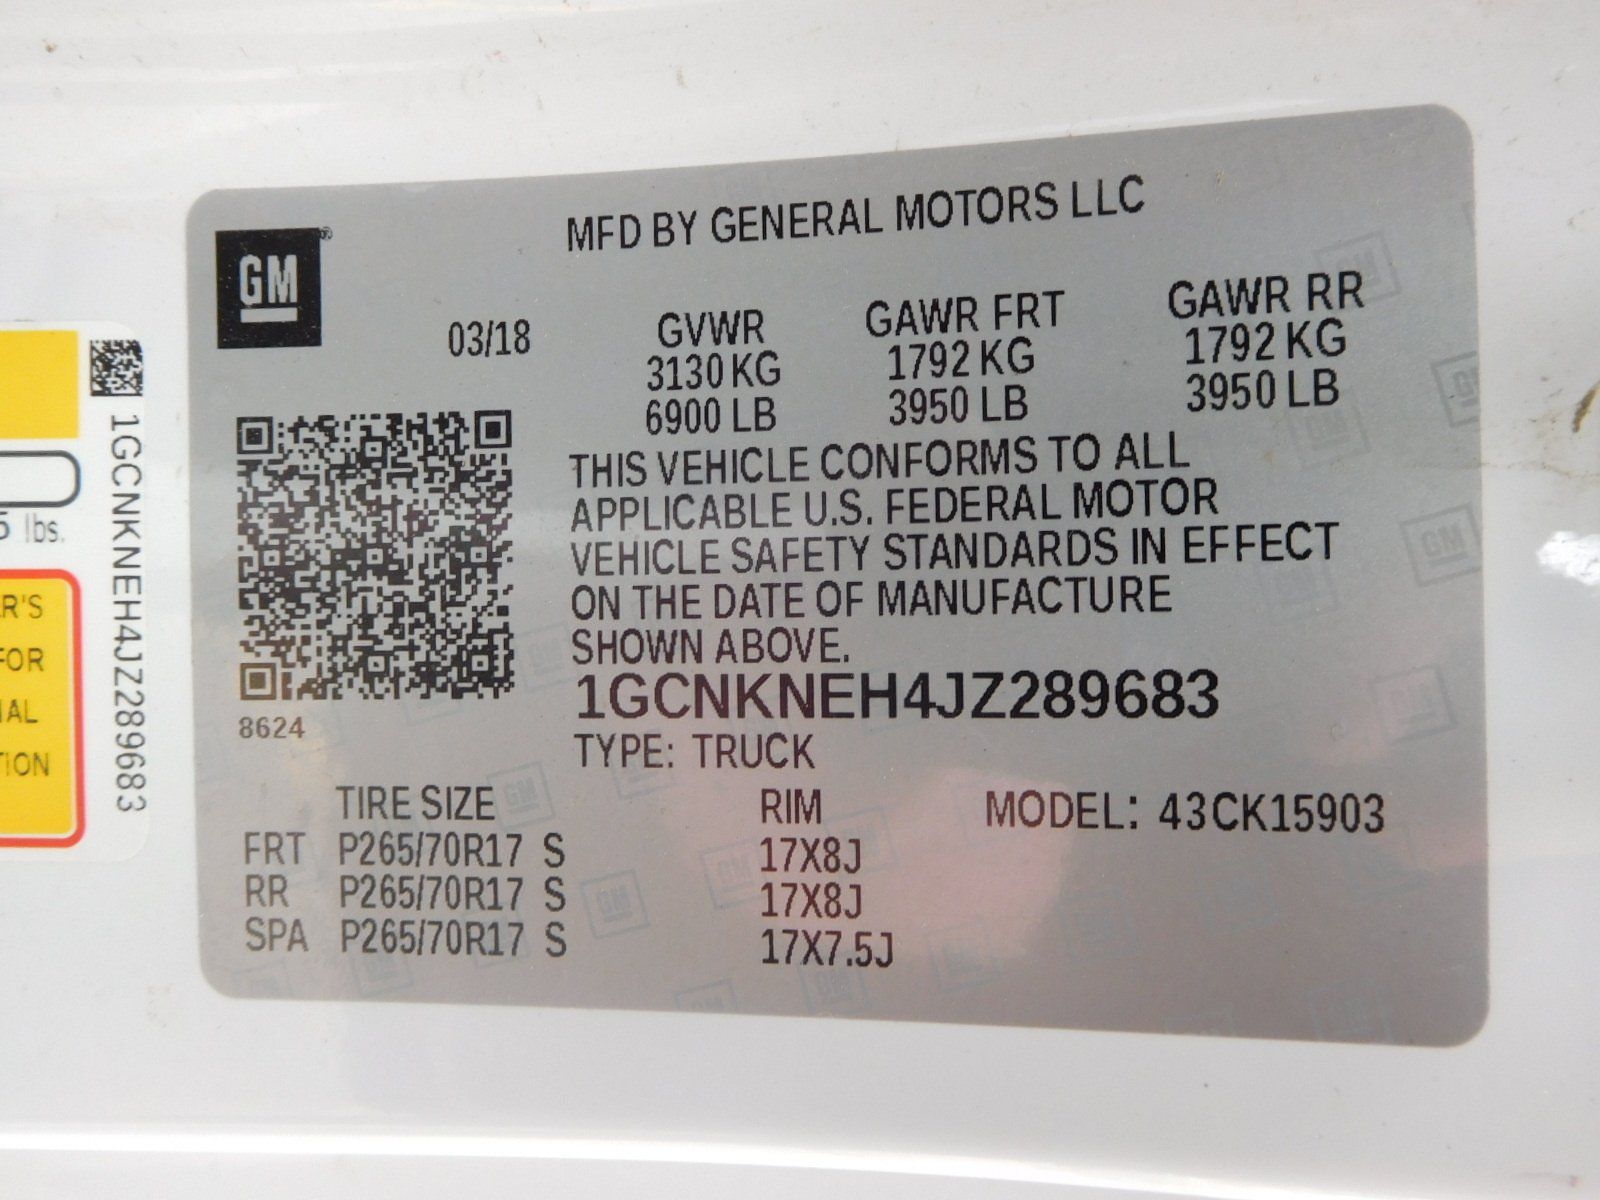 MFD BY GENERAL MOTORS LLC
GM®
03/18
GVWR
3130 KG
6900 LB
GAWR FRT
1792 KG
3950 LB
GAWR RR
1792 KG
3950 LB
THIS VEHICLE CONFORMS TO ALL
APPLICABLE U.S. FEDERAL MOTOR
VEHICLE SAFETY STANDARDS IN EFFECT
ON THE DATE OF MANUFACTURE
SHOWN ABOVE.
8624
1GCNKNEH4JZ289683
TYPE: TRUCK
TIRE SIZE RIM MODEL: 43CK15903
FRT P265/70R17 S 17X8J
RR P265/70R17 S 17X8J
SPA P265/70R17 S 17X7.5J
1GCNKNEH4JZ289683
5 lbs.
R'S
FOR
IAL
TION